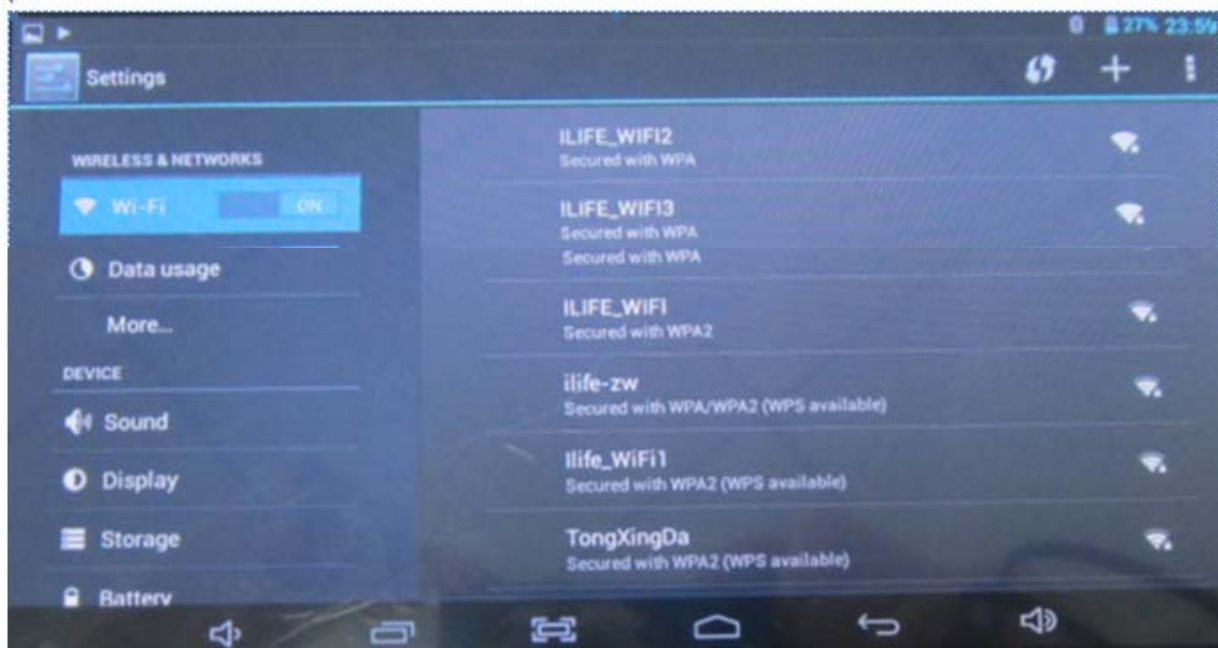 27% 23:59
Settings
WIRELESS & NETWORKS
Wi-Fi ON
Data usage
More...
DEVICE
Sound
Display
Storage
Battery
ILIFE_WIFI2
Secured with WPA
ILIFE_WIFI3
Secured with WPA
Secured with WPA
ILIFE_WIFI
Secured with WPA2
ilife-zw
Secured with WPA/WPA2 (WPS available)
Ilife_WiFi1
Secured with WPA2 (WPS available)
TongXingDa
Secured with WPA2 (WPS available)